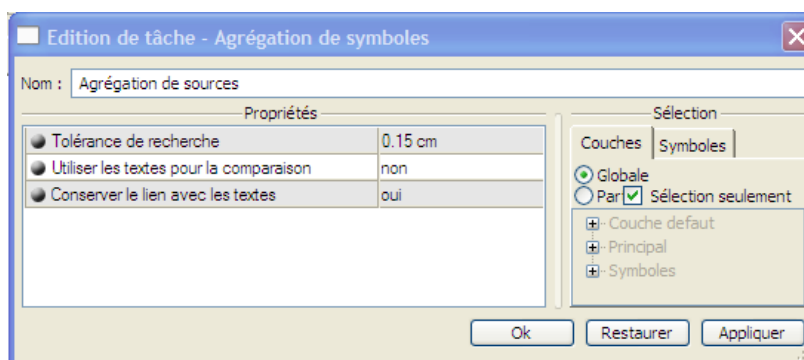 Edition de tâche - Agrégation de symboles
Nom : Agrégation de sources
Propriétés
Tolérance de recherche 0.15 cm
Utiliser les textes pour la comparaison non
Conserver le lien avec les textes oui
Sélection
Couches Symboles
Globale
Par Sélection seulement
Couche defaut
Principal
Symboles
Ok Restaurer Appliquer